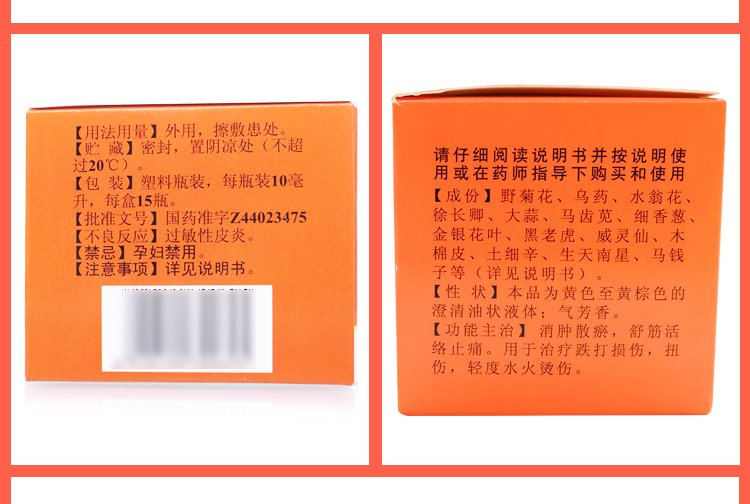 【用法用量】外用，擦敷患处。
【贮 藏】密封，置阴凉处（不超
过20℃）。
【包 装】塑料瓶装，每瓶装10毫
升，每盒15瓶。
【批准文号】国药准字Z44023475
【不良反应】过敏性皮炎。
【禁忌】孕妇禁用。
【注意事项】详见说明书。
请仔细阅读说明书并按说明使
用或在药师指导下购买和使用
【成份】野菊花、乌药、水翁花、
徐长卿、大蒜、马齿苋、细香葱、
金银花叶、黑老虎、威灵仙、木
棉皮、土细辛、生天南星、马钱
子等（详见说明书）。
【性 状】本品为黄色至黄棕色的
澄清油状液体；气芳香。
【功能主治】消肿散瘀，舒筋活
络止痛。用于治疗跌打损伤，扭
伤，轻度水火烫伤。